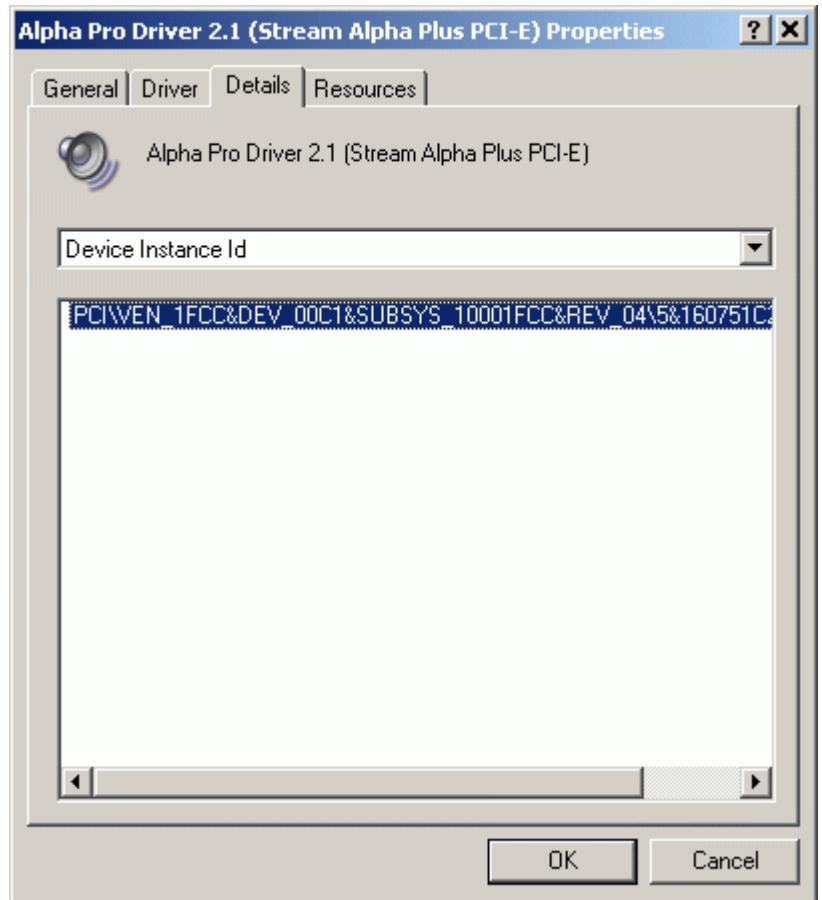 Alpha Pro Driver 2.1 (Stream Alpha Plus PCI-E) Properties
General Driver Details Resources
Alpha Pro Driver 2.1 (Stream Alpha Plus PCI-E)
Device Instance Id
PCI\VEN_1FCC&DEV_00C1&SUBSYS_10001FCC&REV_04\5&160751C
OK Cancel